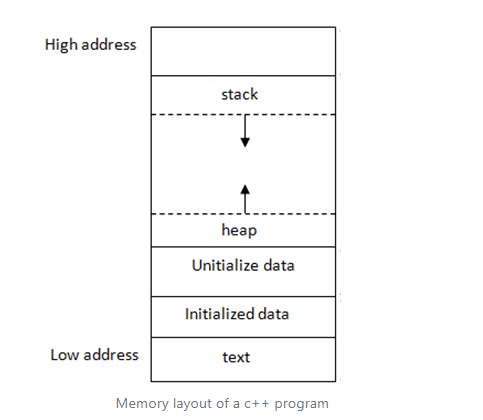 High address
stack
heap
Unitialize data
Initialized data
Low address
text
Memory layout of a c++ program